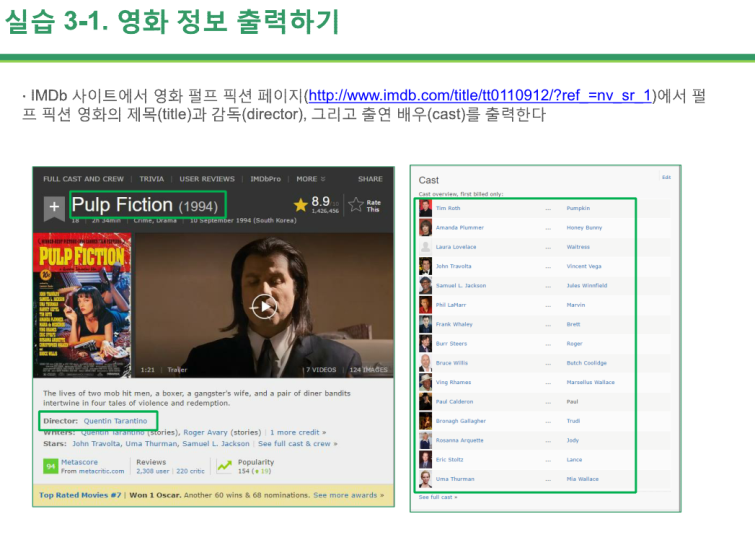 실습 3-1. 영화 정보 출력하기
· IMDb 사이트에서 영화 펄프 픽션 페이지(http://www.imdb.com/title/tt0110912/?ref_=nv_sr_1)에서 펄
프 픽션 영화의 제목(title)과 감독(director), 그리고 출연 배우(cast)를 출력한다
FULL CAST AND CREW | TRIVIA | USER REVIEWS | IMDbPro | MORE | SHARE
+ Pulp Fiction (1994)
8.9/10
1,426,456
Rate
This
18 | 2h 34min | Crime, Drama | 10 September 1994 (South Korea)
PULP FICTION
1:21 | Trailer
7 VIDEOS | 124 IMAGES
The lives of two mob hit men, a boxer, a gangster's wife, and a pair of diner bandits
intertwine in four tales of violence and redemption.
Director: Quentin Tarantino
Writers: Quentin Tarantino (stories), Roger Avary (stories) | 1 more credit »
Stars: John Travolta, Uma Thurman, Samuel L. Jackson | See full cast & crew »
94 Metascore
From metacritic.com
Reviews
2,308 user | 220 critic
Popularity
154 (19)
Top Rated Movies #7 | Won 1 Oscar. Another 60 wins & 68 nominations. See more awards »
Cast
Edit
Cast overview, first billed only:
Tim Roth ... Pumpkin
Amanda Plummer ... Honey Bunny
Laura Lovelace ... Waitress
John Travolta ... Vincent Vega
Samuel L. Jackson ... Jules Winnfield
Phil LaMarr ... Marvin
Frank Whaley ... Brett
Burr Steers ... Roger
Bruce Willis ... Butch Coolidge
Ving Rhames ... Marsellus Wallace
Paul Calderon ... Paul
Bronagh Gallagher ... Trudi
Rosanna Arquette ... Jody
Eric Stoltz ... Lance
Uma Thurman ... Mia Wallace
See full cast »